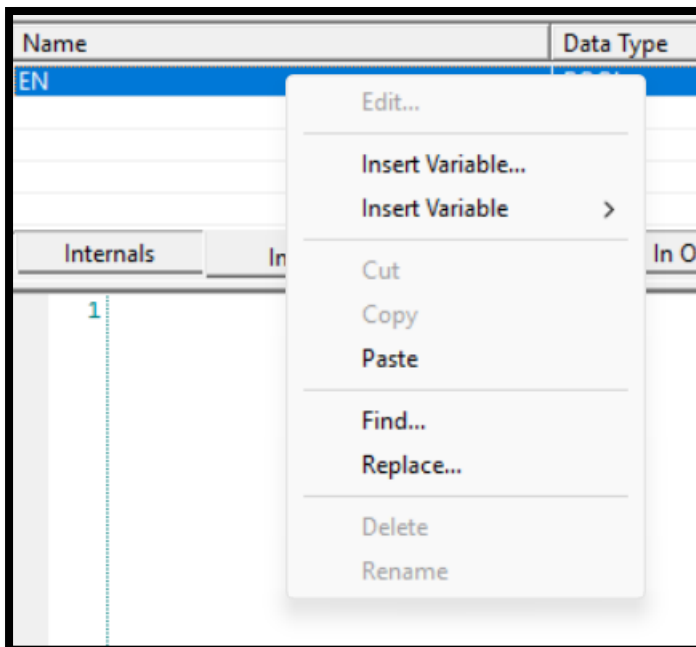 Name Data Type
EN
Edit...
Insert Variable...
Insert Variable
Internals In O
Cut
Copy
1
Paste
Find...
Replace...
Delete
Rename